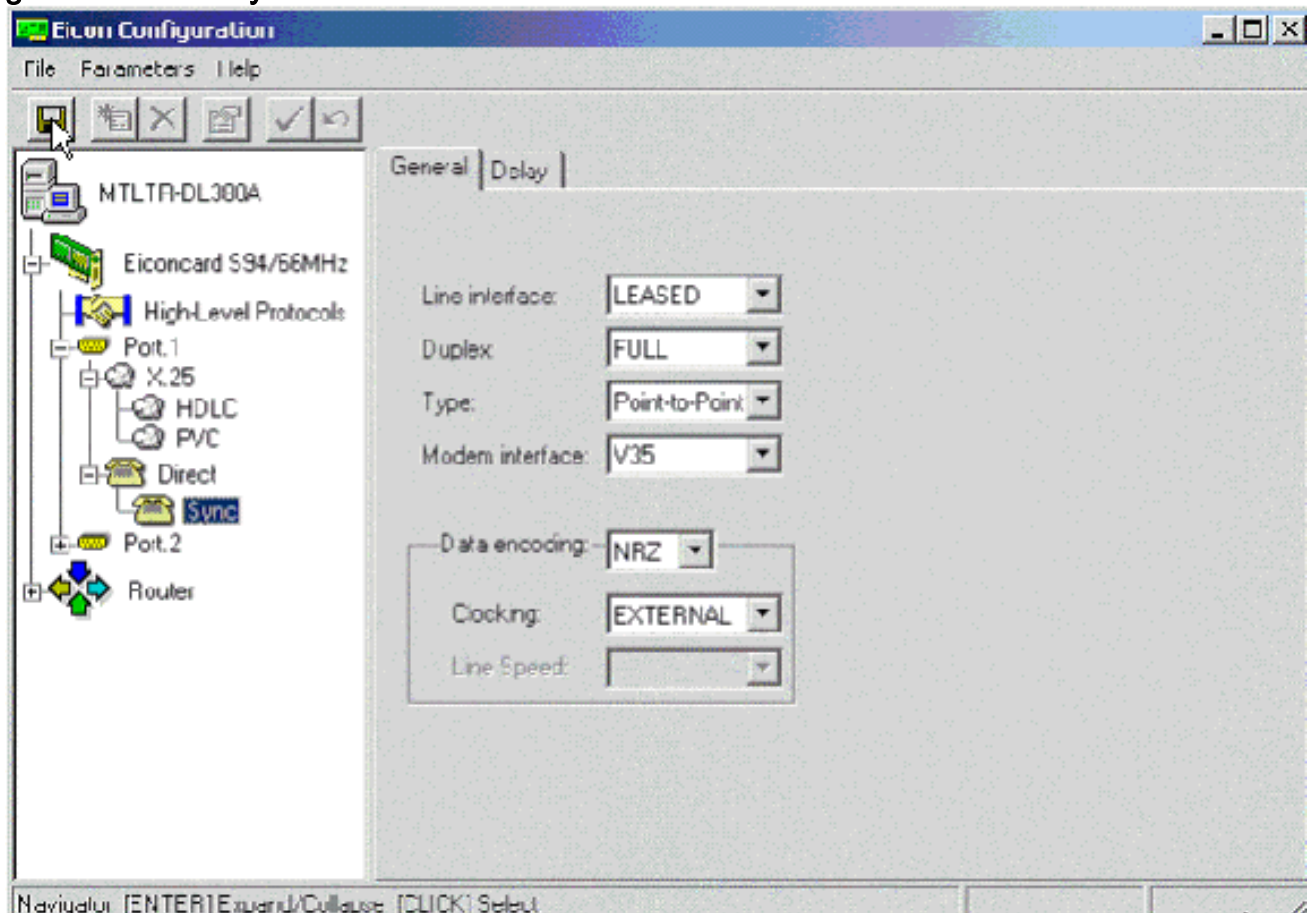 Eicon Configuration
File Parameters Help
MTLTR-DL380A
Eiconcard S94/66MHz
High-Level Protocols
Port.1
X.25
HDLC
PVC
Direct
Sync
Port.2
Router
General Delay
Line interface: LEASED
Duplex: FULL
Type: Point-to-Point
Modem interface: V35
Data encoding: NRZ
Clocking: EXTERNAL
Line Speed:
Navigator [ENTER] Expand/Collapse [CLICK] Select